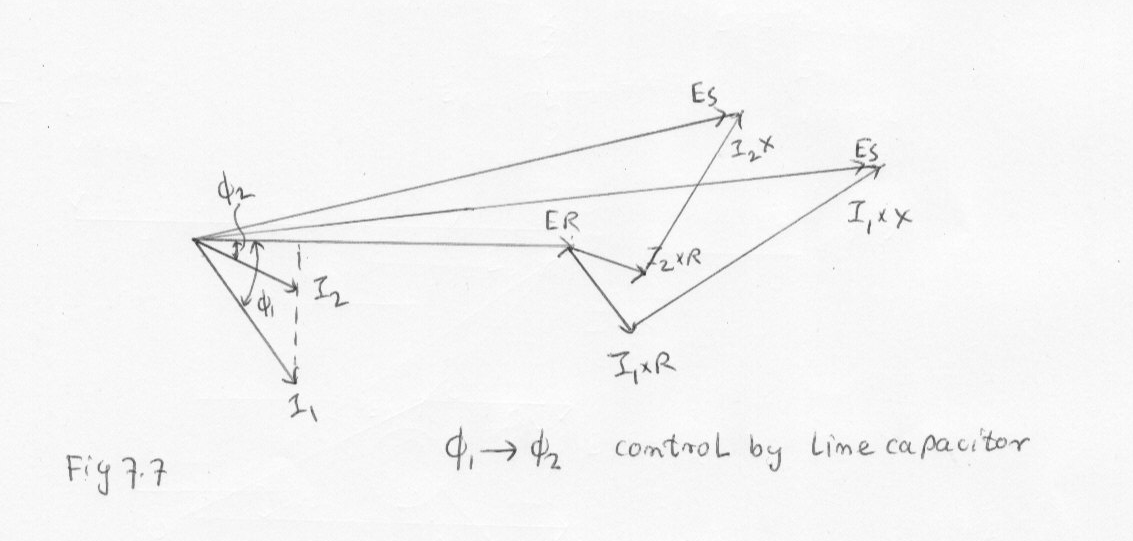 ES
I₂X
ES
I₁xX
ϕ₂
ER
I₂xR
I₂
ϕ₁
I₁xR
I₁
ϕ₁→ϕ₂ control by Line capacitor
Fig 7.7